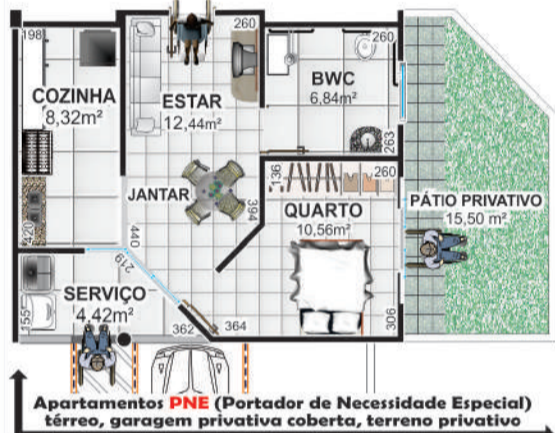 198
260
260
COZINHA
8,32m²
ESTAR
12,44m²
BWC
6,84m²
263
JANTAR
136
260
394
QUARTO
10,56m²
PÁTIO PRIVATIVO
15,50 m²
420
440
219
SERVIÇO
4,42m²
155
362
364
306
Apartamentos PNE (Portador de Necessidade Especial)
térreo, garagem privativa coberta, terreno privativo